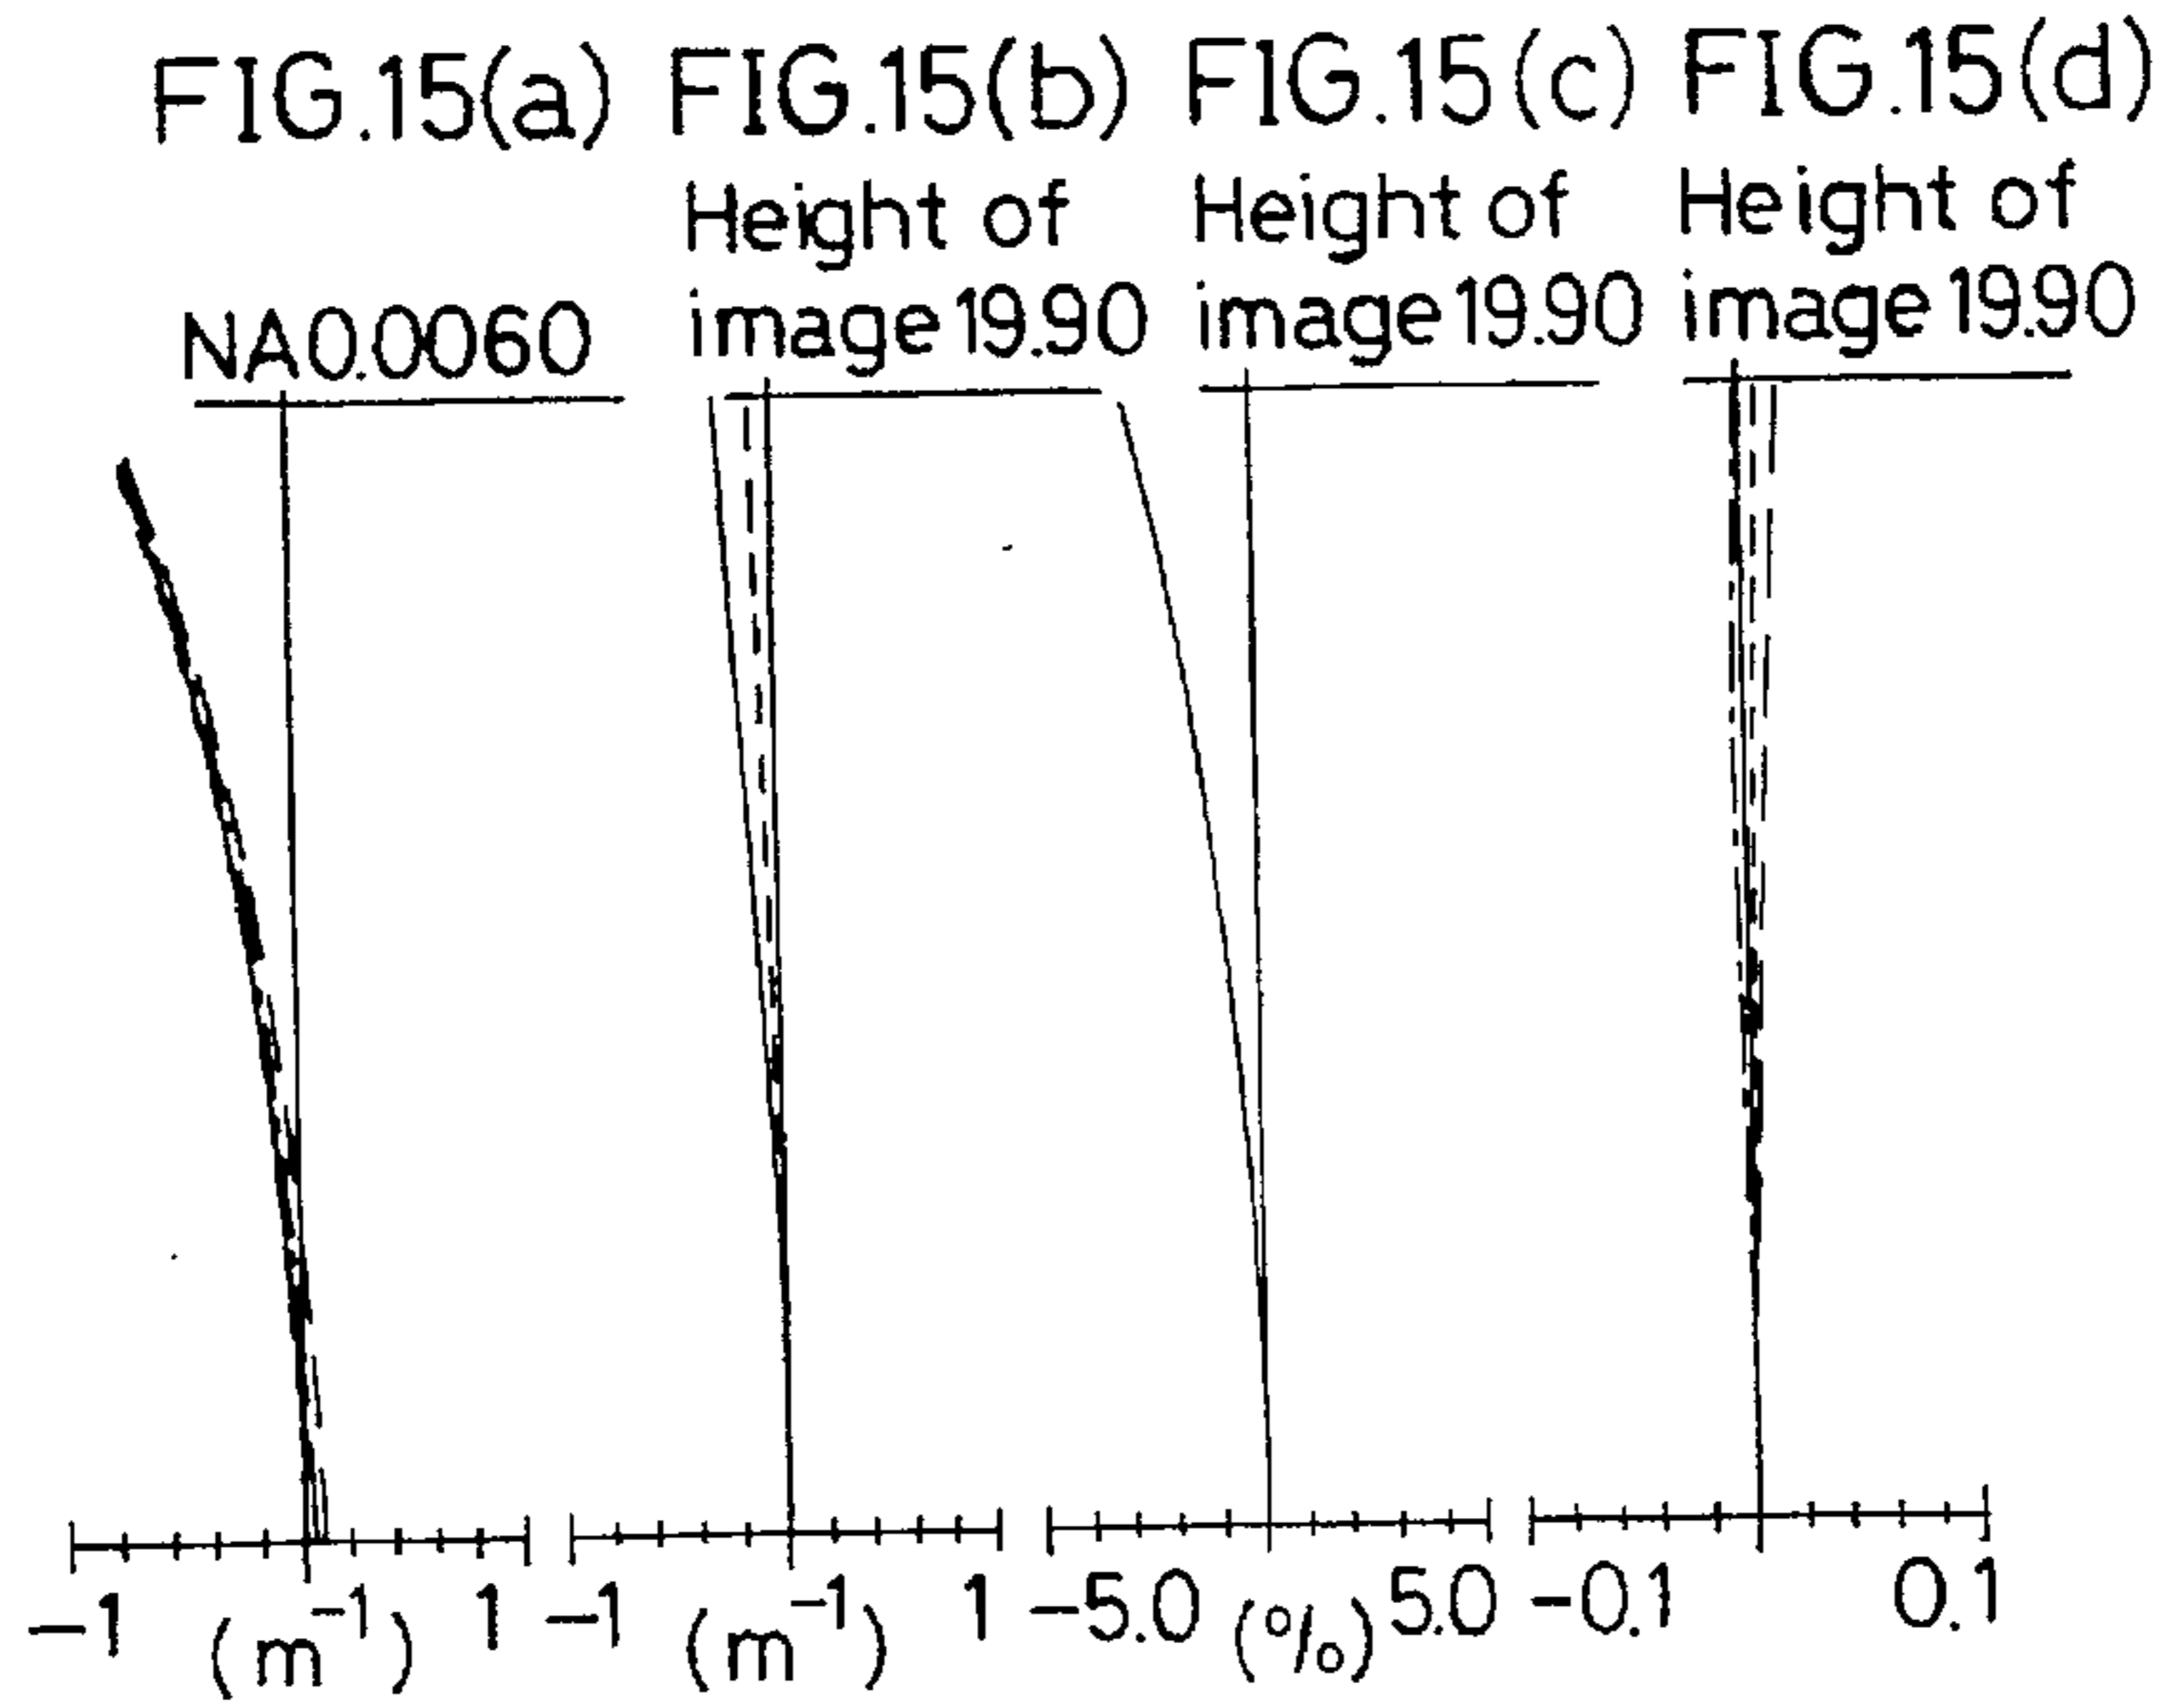 FIG.15(a) FIG.15(b) FIG.15(c) FIG.15(d)
Height of Height of Height of
NA0.0060 image 19.90 image 19.90 image 19.90
-1 (m⁻¹) 1 -1 (m⁻¹) 1 -5.0 (%) 5.0 -0.1 0.1